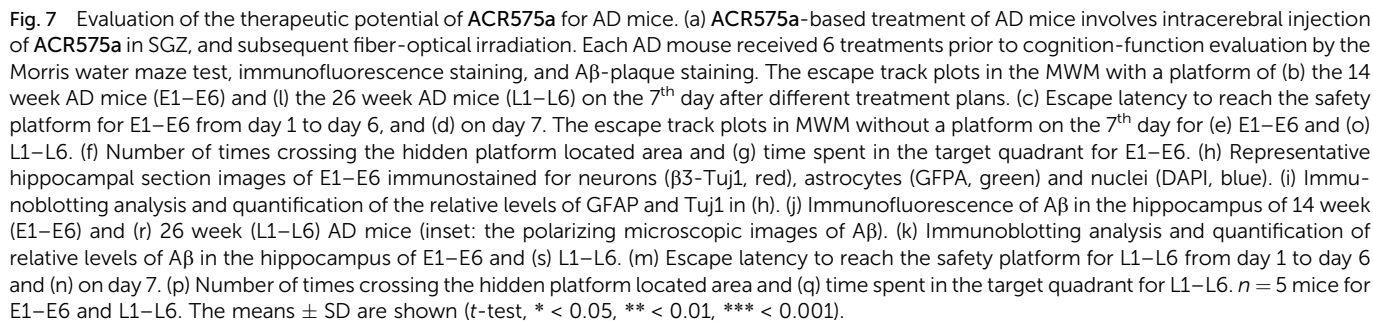 Fig. 7 Evaluation of the therapeutic potential of ACR575a for AD mice. (a) ACR575a-based treatment of AD mice involves intracerebral injection
of ACR575a in SGZ, and subsequent fiber-optical irradiation. Each AD mouse received 6 treatments prior to cognition-function evaluation by the
Morris water maze test, immunofluorescence staining, and Aβ-plaque staining. The escape track plots in the MWM with a platform of (b) the 14
week AD mice (E1–E6) and (l) the 26 week AD mice (L1–L6) on the 7th day after different treatment plans. (c) Escape latency to reach the safety
platform for E1–E6 from day 1 to day 6, and (d) on day 7. The escape track plots in MWM without a platform on the 7th day for (e) E1–E6 and (o)
L1–L6. (f) Number of times crossing the hidden platform located area and (g) time spent in the target quadrant for E1–E6. (h) Representative
hippocampal section images of E1–E6 immunostained for neurons (β3-Tuj1, red), astrocytes (GFPA, green) and nuclei (DAPI, blue). (i) Immu-
noblotting analysis and quantification of the relative levels of GFAP and Tuj1 in (h). (j) Immunofluorescence of Aβ in the hippocampus of 14 week
(E1–E6) and (r) 26 week (L1–L6) AD mice (inset: the polarizing microscopic images of Aβ). (k) Immunoblotting analysis and quantification of
relative levels of Aβ in the hippocampus of E1–E6 and (s) L1–L6. (m) Escape latency to reach the safety platform for L1–L6 from day 1 to day 6
and (n) on day 7. (p) Number of times crossing the hidden platform located area and (q) time spent in the target quadrant for L1–L6. n = 5 mice for
E1–E6 and L1–L6. The means ± SD are shown (t-test, * < 0.05, ** < 0.01, *** < 0.001).